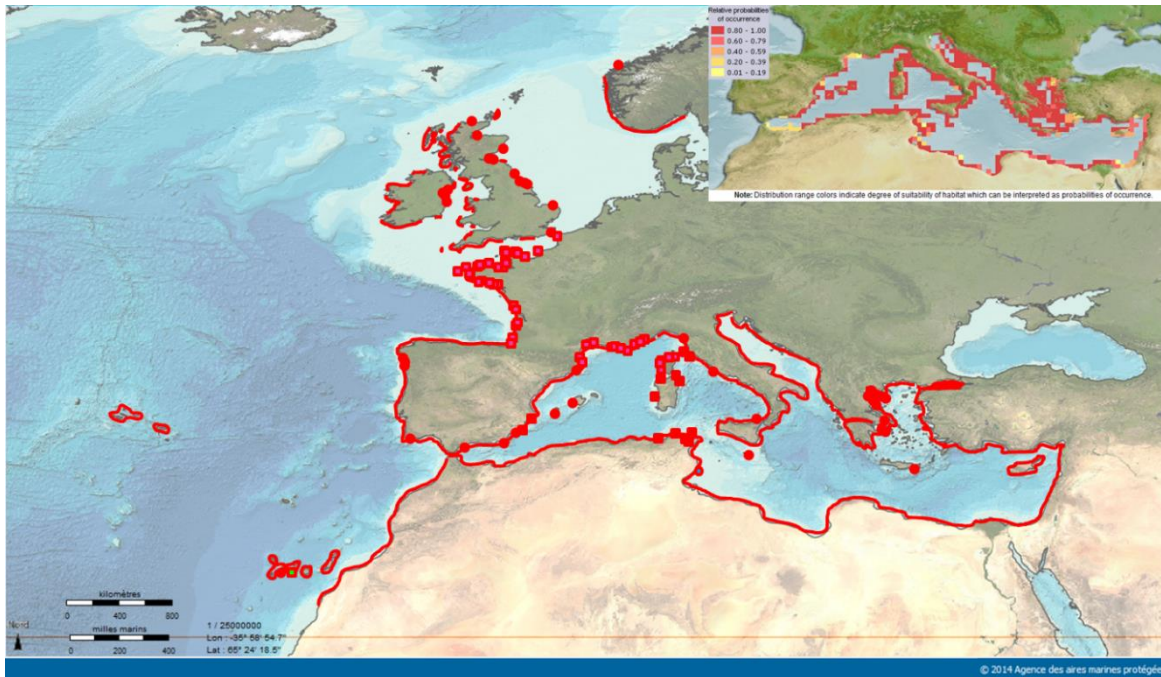 Relative probabilities
of occurrence
0.80 - 1.00
0.60 - 0.79
0.40 - 0.59
0.20 - 0.39
0.01 - 0.19
Note: Distribution range colors indicate degree of suitability of habitat which can be interpreted as probabilities of occurrence.
kilomètres
0 400 800
milles marins
0 200 400
Nord
1 / 25000000
Lon : -35° 58' 54.7"
Lat : 65° 24' 18.5"
© 2014 Agence des aires marines protégées